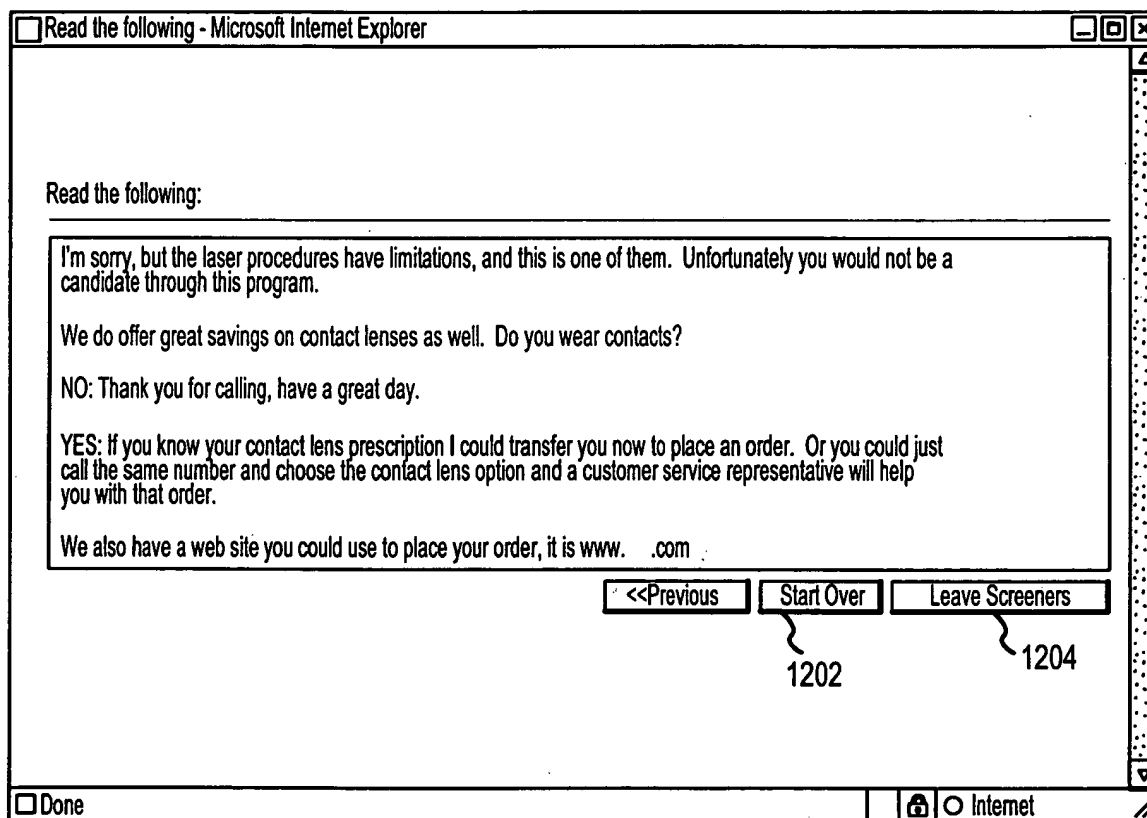 Read the following - Microsoft Internet Explorer
Read the following:
I'm sorry, but the laser procedures have limitations, and this is one of them. Unfortunately you would not be a
candidate through this program.
We do offer great savings on contact lenses as well. Do you wear contacts?
NO: Thank you for calling, have a great day.
YES: If you know your contact lens prescription I could transfer you now to place an order. Or you could just
call the same number and choose the contact lens option and a customer service representative will help
you with that order.
We also have a web site you could use to place your order, it is www. .com
<<Previous Start Over Leave Screeners
1202 1204
Done Internet